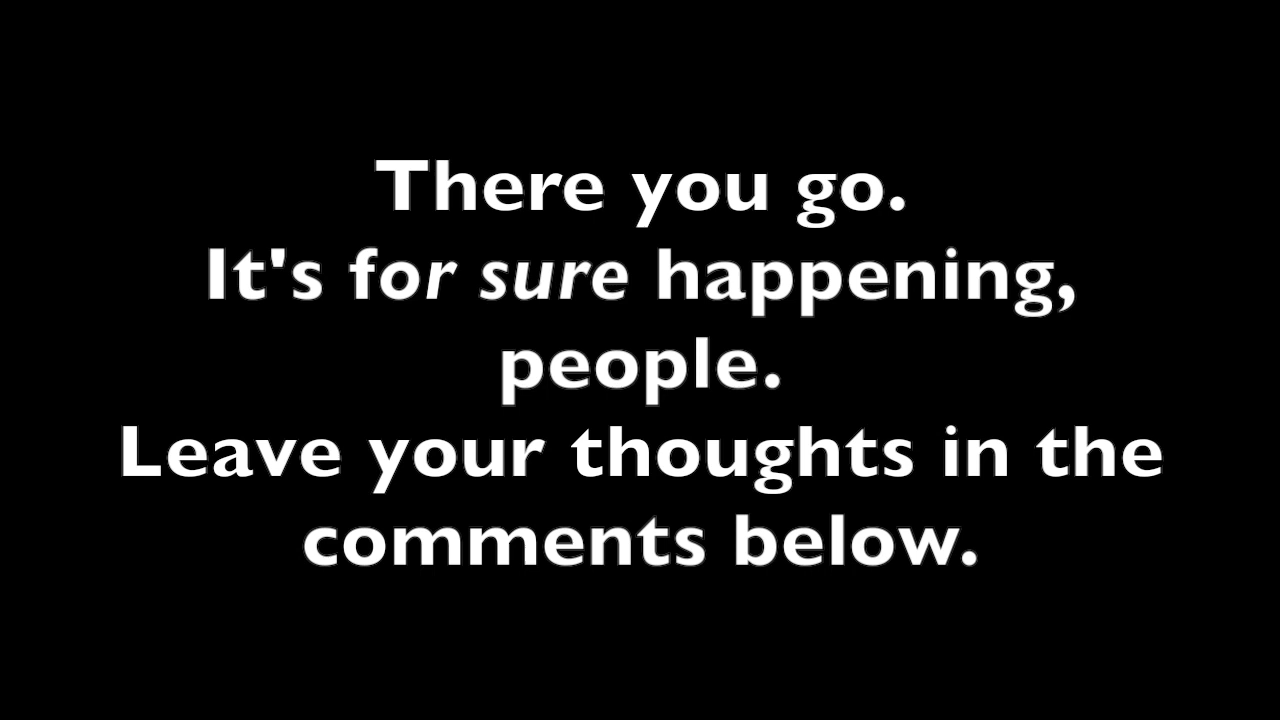 There you go.
It's for sure happening,
people.
Leave your thoughts in the
comments below.